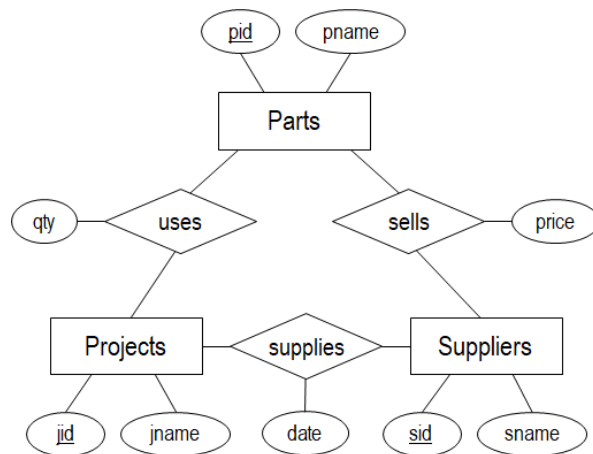 pid
pname
Parts
qty
uses
sells
price
Projects
supplies
Suppliers
jid
jname
date
sid
sname